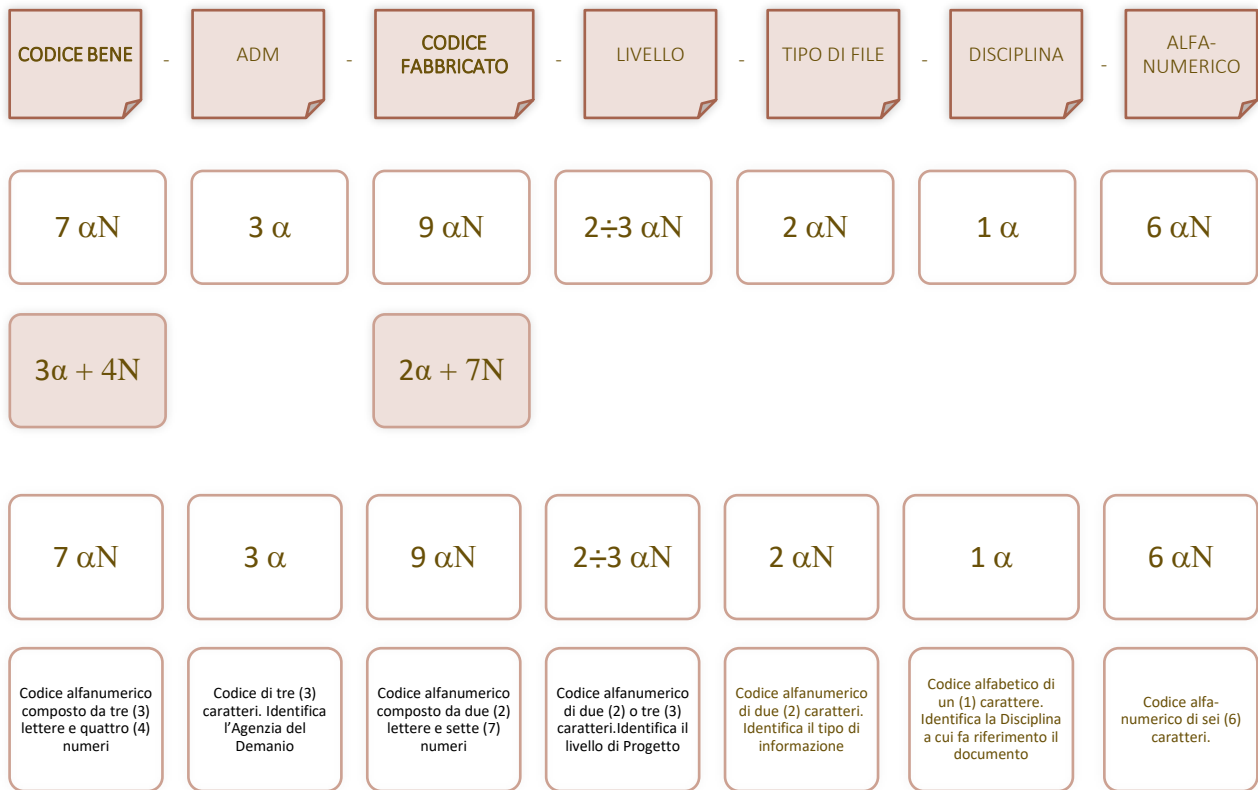 CODICE BENE - ADM - CODICE FABBRICATO - LIVELLO - TIPO DI FILE - DISCIPLINA - ALFA-NUMERICO
7 αN
3 α
9 αN
2÷3 αN
2 αN
1 α
6 αN
3α + 4N
2α + 7N
7 αN
3 α
9 αN
2÷3 αN
2 αN
1 α
6 αN
Codice alfanumerico
composto da tre (3)
lettere e quattro (4)
numeri
Codice di tre (3)
caratteri. Identifica
l’Agenzia del
Demanio
Codice alfanumerico
composto da due (2)
lettere e sette (7)
numeri
Codice alfanumerico
di due (2) o tre (3)
caratteri.Identifica il
livello di Progetto
Codice alfanumerico
di due (2) caratteri.
Identifica il tipo di
informazione
Codice alfabetico di
un (1) carattere.
Identifica la Disciplina
a cui fa riferimento il
documento
Codice alfa-
numerico di sei (6)
caratteri.